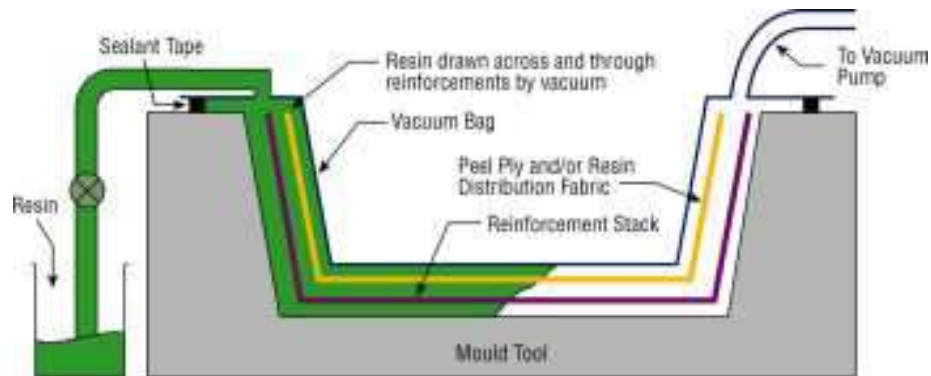 Sealant Tape
Resin drawn across and through
reinforcements by vacuum
To Vacuum
Pump
Vacuum Bag
Peel Ply and/or Resin
Distribution Fabric
Resin
Reinforcement Stack
Mould Tool